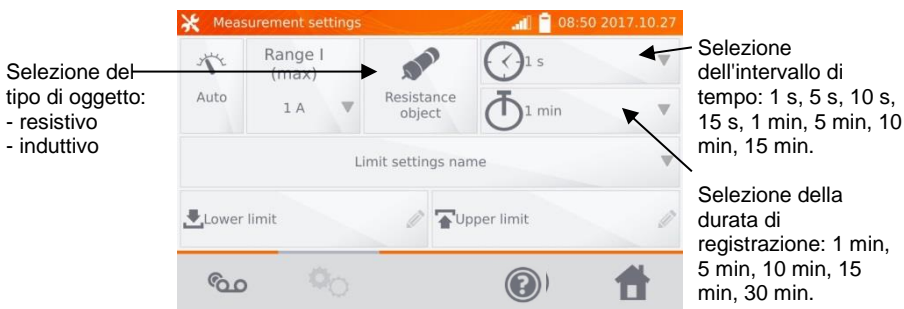 Measurement settings
08:50 2017.10.27
Selezione del
tipo di oggetto:
- resistivo
- induttivo
Auto
Range I
(max)
1 A
Resistance
object
1 s
1 min
Limit settings name
Lower limit
Upper limit
Selezione
dell'intervallo di
tempo: 1 s, 5 s, 10 s,
15 s, 1 min, 5 min, 10
min, 15 min.
Selezione della
durata di
registrazione: 1 min,
5 min, 10 min, 15
min, 30 min.